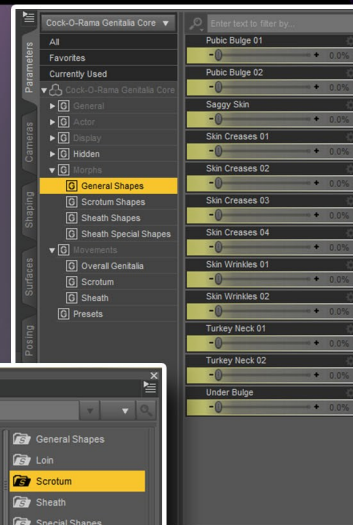 Cock-O-Rama Genitalia Core
Enter text to filter by...
Parameters
Cameras
Shaping
Surfaces
Posing
All
Favorites
Currently Used
Cock-O-Rama Genitalia Core
G General
G Actor
G Display
G Hidden
G Morphs
G General Shapes
G Scrotum Shapes
G Sheath Shapes
G Sheath Special Shapes
G Movements
G Overall Genitalia
G Scrotum
G Sheath
G Presets
Pubic Bulge 01
- + 0.0%
Pubic Bulge 02
- + 0.0%
Saggy Skin
- + 0.0%
Skin Creases 01
- + 0.0%
Skin Creases 02
- + 0.0%
Skin Creases 03
- + 0.0%
Skin Creases 04
- + 0.0%
Skin Wrinkles 01
- + 0.0%
Skin Wrinkles 02
- + 0.0%
Turkey Neck 01
- + 0.0%
Turkey Neck 02
- + 0.0%
Under Bulge
- + 0.0%
General Shapes
Loin
Scrotum
Sheath
Special Shapes